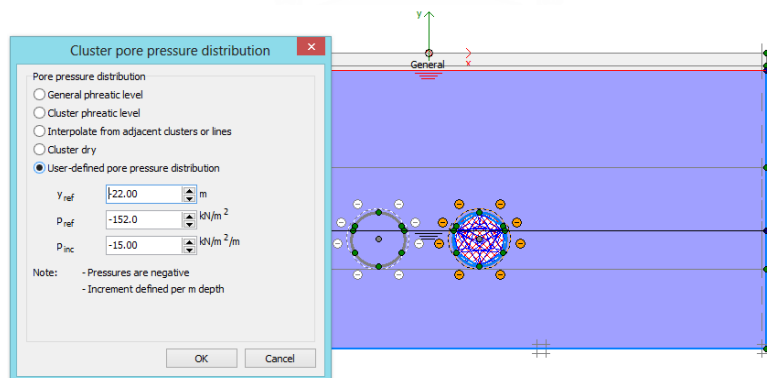 Cluster pore pressure distribution
Pore pressure distribution
General phreatic level
Cluster phreatic level
Interpolate from adjacent clusters or lines
Cluster dry
User-defined pore pressure distribution
y ref -22.00 m
p ref -152.0 kN/m 2
p inc -15.00 kN/m 2 /m
Note: - Pressures are negative
- Increment defined per m depth
OK Cancel
y
x
General